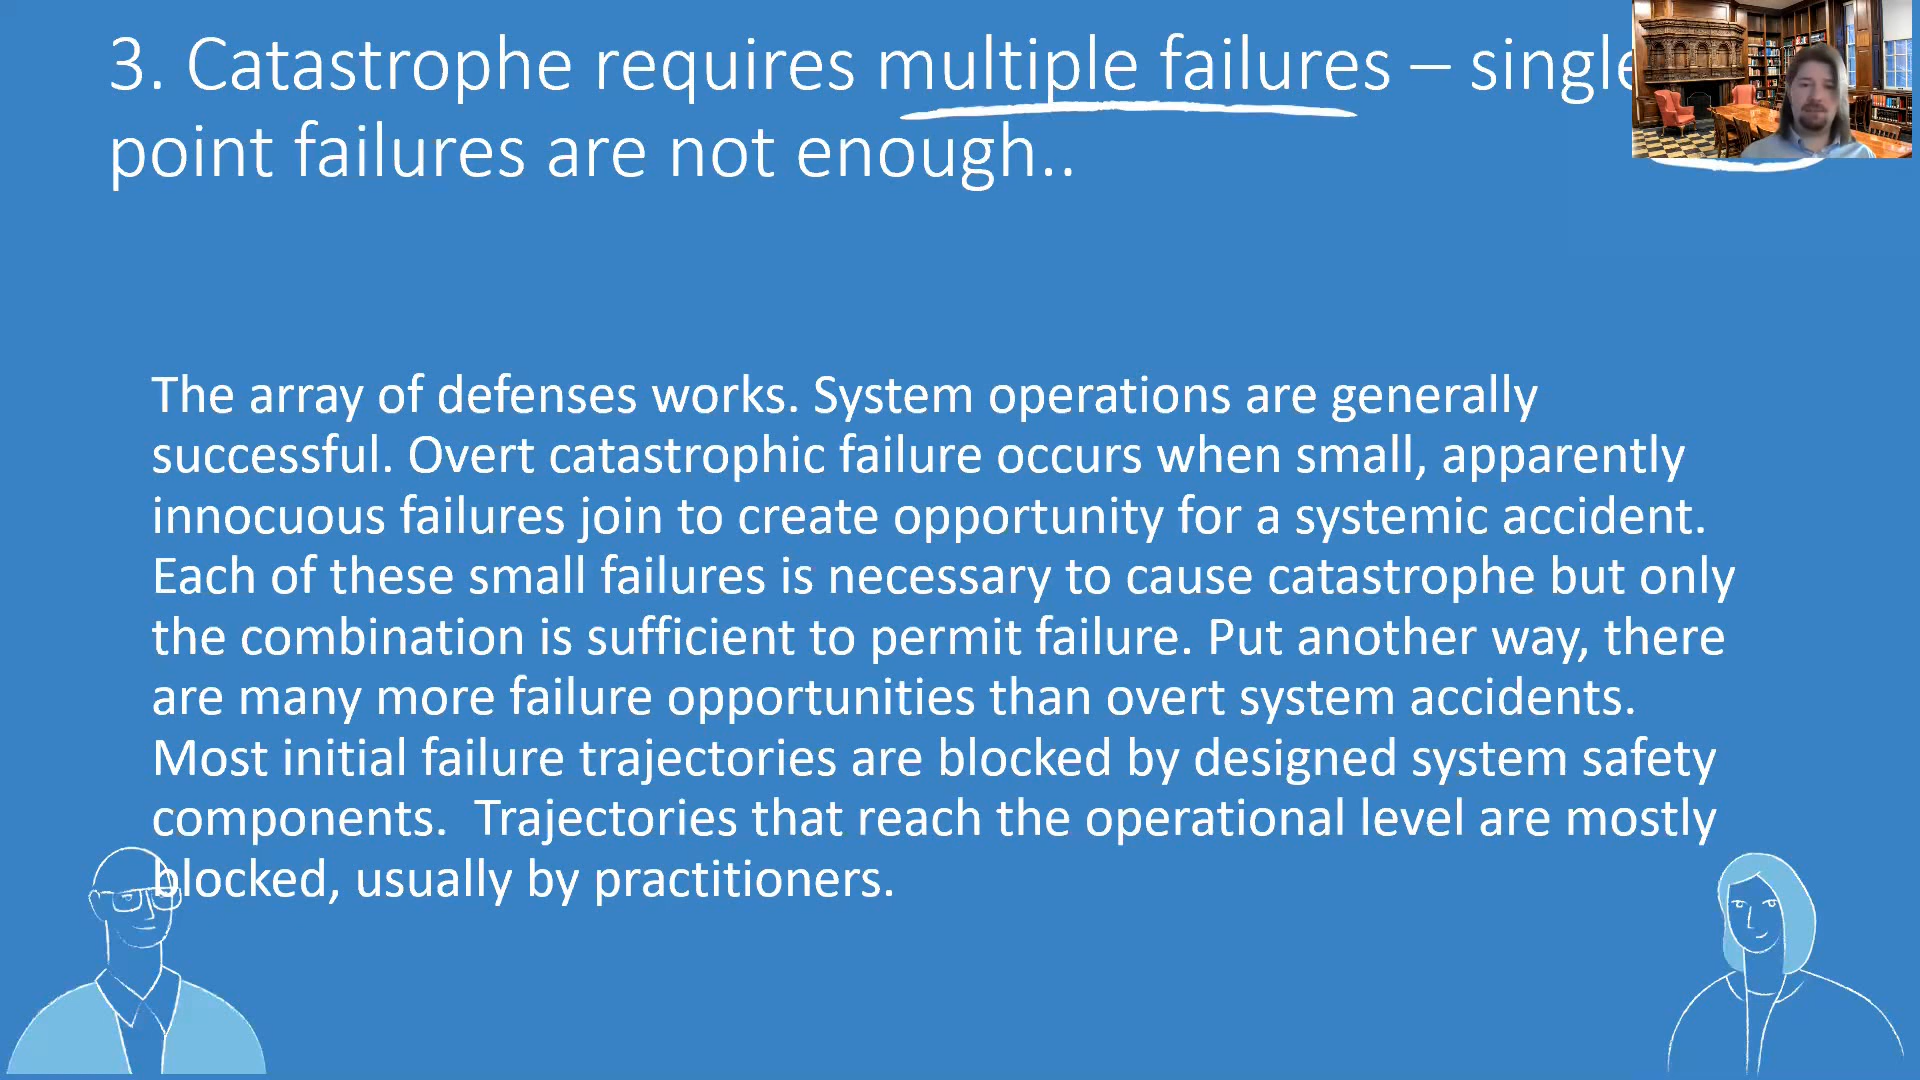 3. Catastrophe requires multiple failures – single
point failures are not enough..
The array of defenses works. System operations are generally
successful. Overt catastrophic failure occurs when small, apparently
innocuous failures join to create opportunity for a systemic accident.
Each of these small failures is necessary to cause catastrophe but only
the combination is sufficient to permit failure. Put another way, there
are many more failure opportunities than overt system accidents.
Most initial failure trajectories are blocked by designed system safety
components.  Trajectories that reach the operational level are mostly
blocked, usually by practitioners.